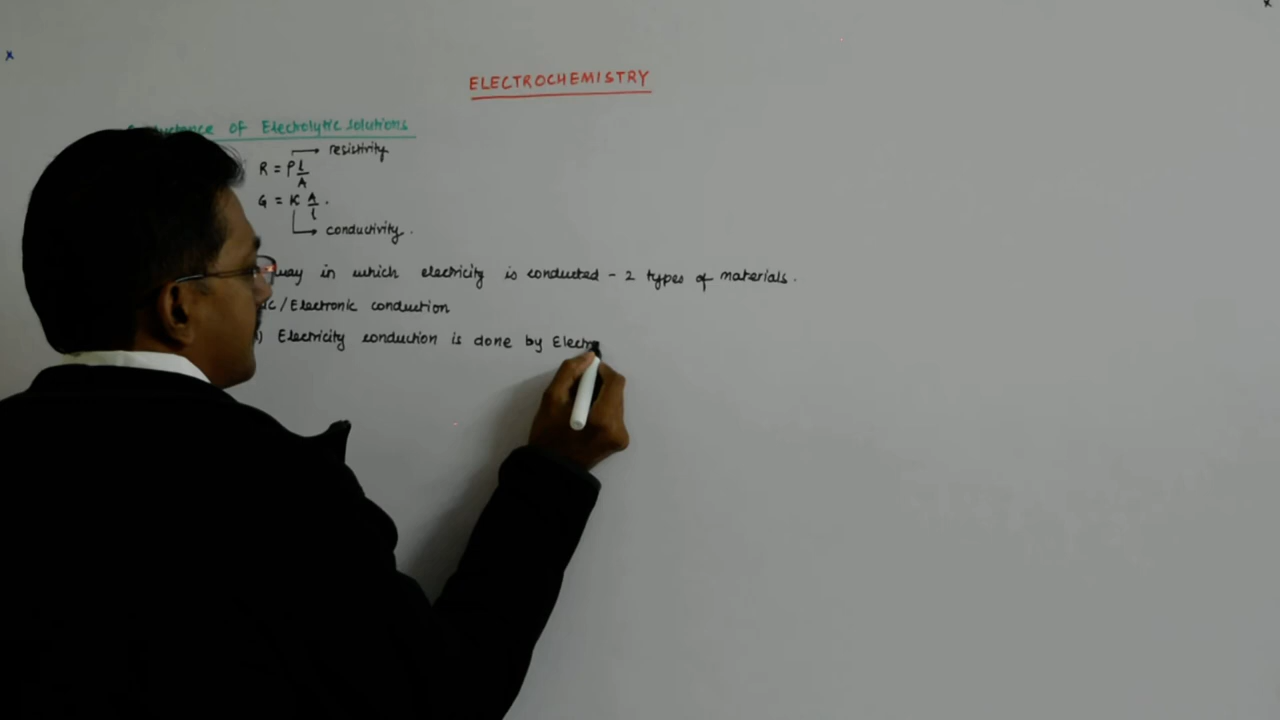 ELECTROCHEMISTRY
of Electrolytic solutions
→ resistivity
R = ρ l/A
G = K A/l .
→ conductivity .
way in which electricity is conducted - 2 types of materials .
/ Electronic conduction
) Electricity conduction is done by Electr